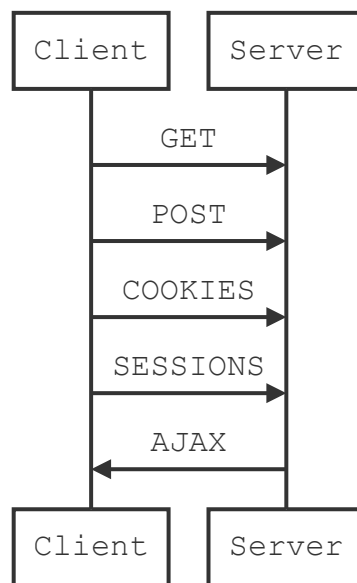 Client Server
GET
POST
COOKIES
SESSIONS
AJAX
Client Server